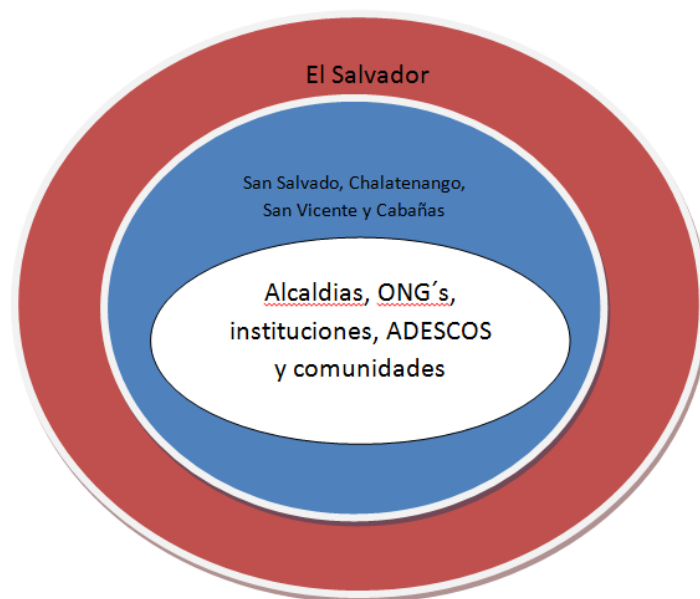 El Salvador
San Salvado, Chalatenango,
San Vicente y Cabañas
Alcaldias, ONG´s,
instituciones, ADESCOS
y comunidades